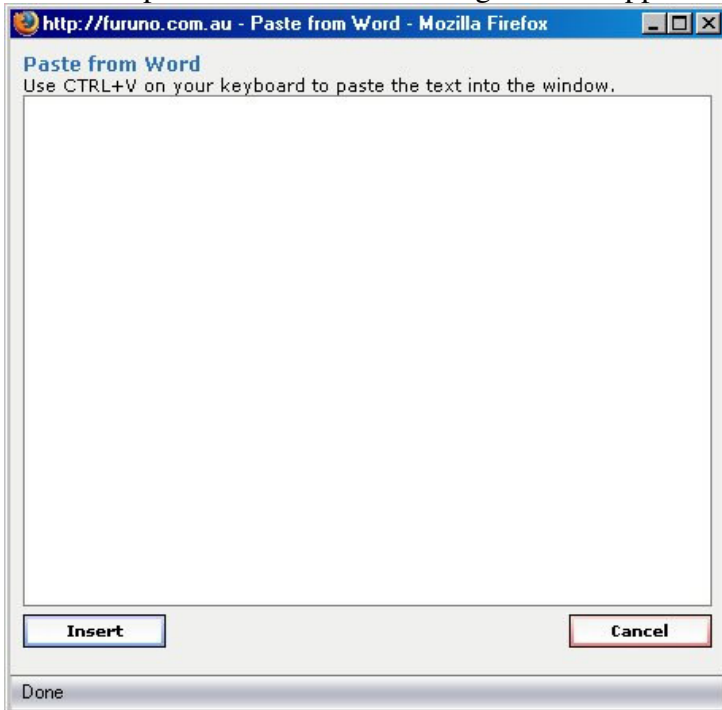 http://furuno.com.au - Paste from Word - Mozilla Firefox
Paste from Word
Use CTRL+V on your keyboard to paste the text into the window.
Insert
Cancel
Done